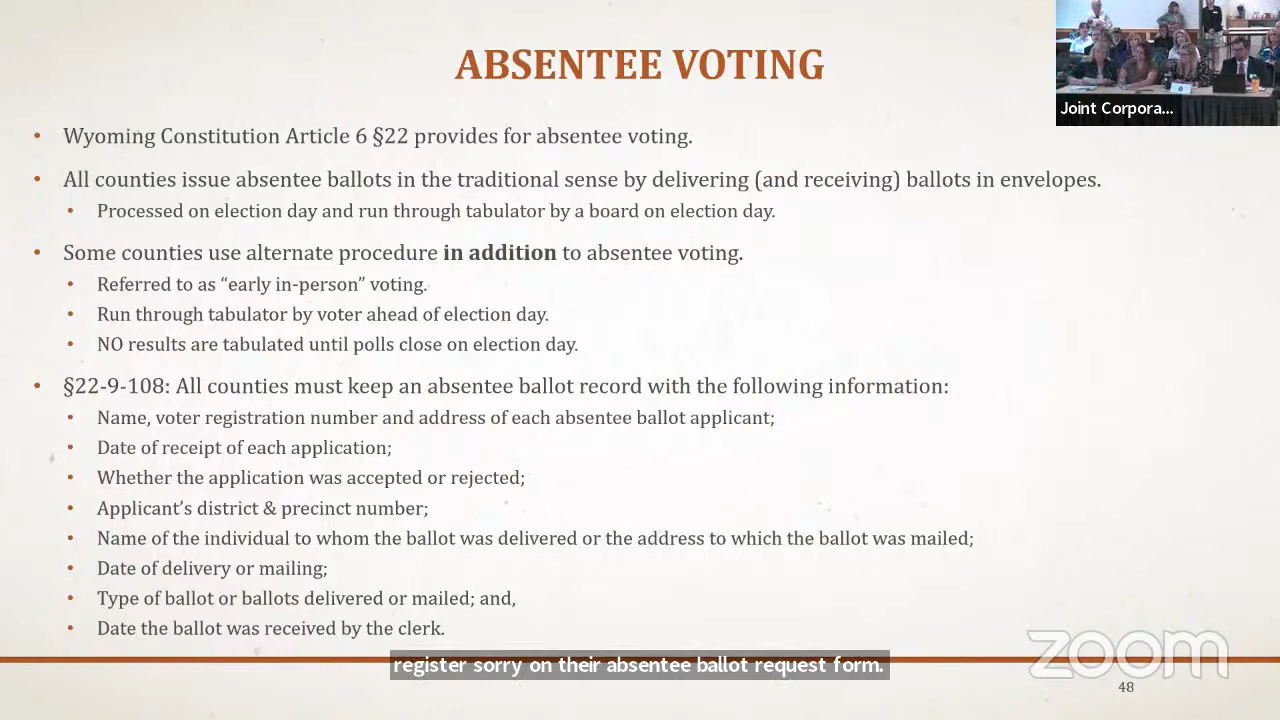 ABSENTEE VOTING
Joint Corpora...
• Wyoming Constitution Article 6 §22 provides for absentee voting.
• All counties issue absentee ballots in the traditional sense by delivering (and receiving) ballots in envelopes.
• Processed on election day and run through tabulator by a board on election day.
• Some counties use alternate procedure in addition to absentee voting.
• Referred to as “early in-person” voting.
• Run through tabulator by voter ahead of election day.
• NO results are tabulated until polls close on election day.
• §22-9-108: All counties must keep an absentee ballot record with the following information:
• Name, voter registration number and address of each absentee ballot applicant;
• Date of receipt of each application;
• Whether the application was accepted or rejected;
• Applicant’s district & precinct number;
• Name of the individual to whom the ballot was delivered or the address to which the ballot was mailed;
• Date of delivery or mailing;
• Type of ballot or ballots delivered or mailed; and,
• Date the ballot was received by the clerk.
zoom
register sorry on their absentee ballot request form.
48